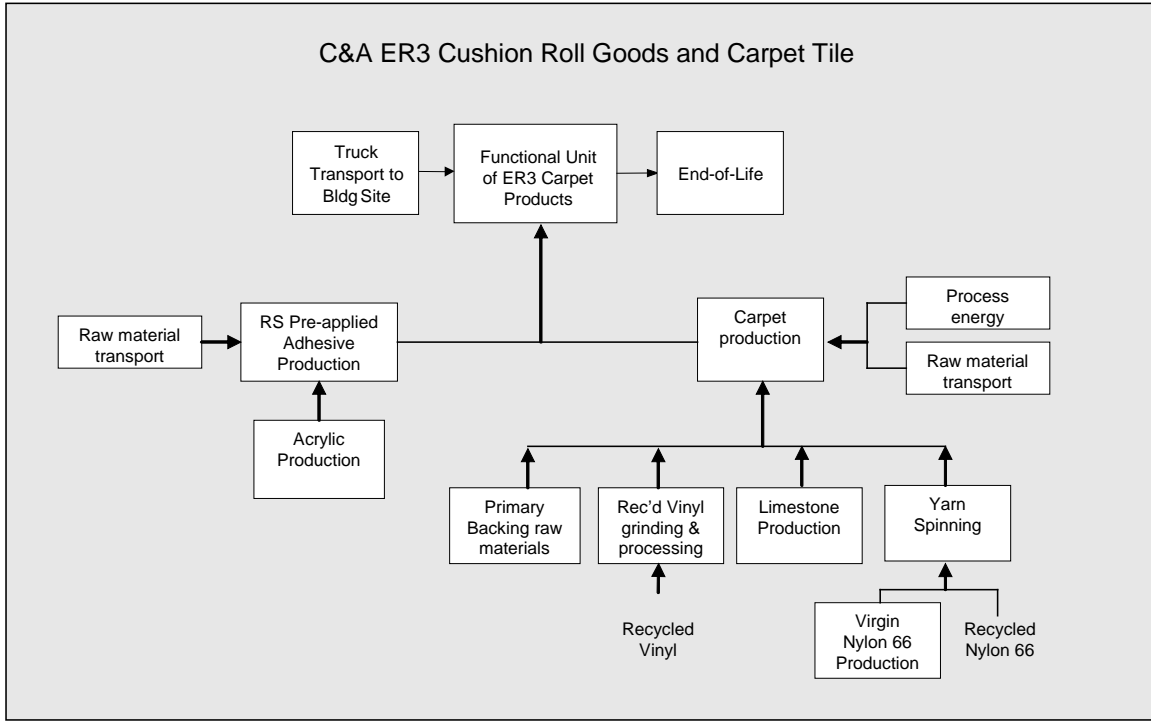 C&A ER3 Cushion Roll Goods and Carpet Tile
Truck
Transport to
Bldg Site
Functional Unit
of ER3 Carpet
Products
End-of-Life
Raw material
transport
RS Pre-applied
Adhesive
Production
Carpet
production
Process
energy
Raw material
transport
Acrylic
Production
Primary
Backing raw
materials
Rec’d Vinyl
grinding &
processing
Limestone
Production
Yarn
Spinning
Recycled
Vinyl
Virgin
Nylon 66
Production
Recycled
Nylon 66